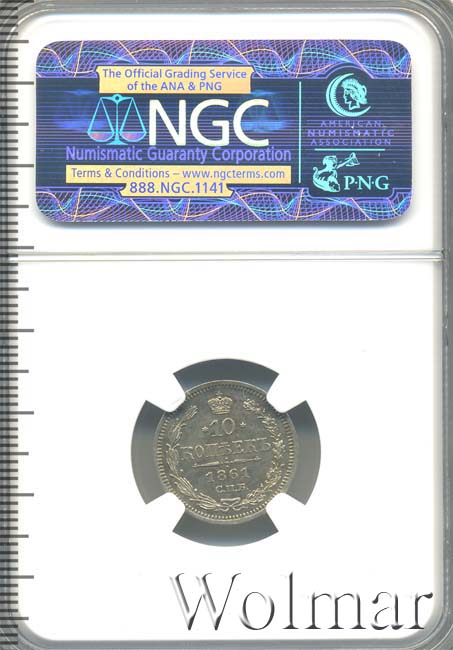 The Official Grading Service
of the ANA & PNG
NGC
Numismatic Guaranty Corporation
Terms & Conditions – www.ngcterms.com
888.NGC.1141
AMERICAN
NUMISMATIC
ASSOCIATION
P·N·G
10
КОПѢЕКЪ
1861
С.П.Б.
Wolmar